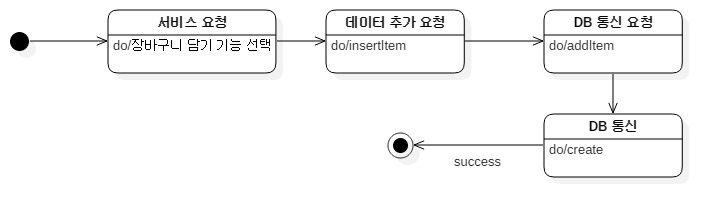 서비스 요청
do/장바구니 담기 기능 선택
데이터 추가 요청
do/insertItem
DB 통신 요청
do/addItem
DB 통신
do/create
success